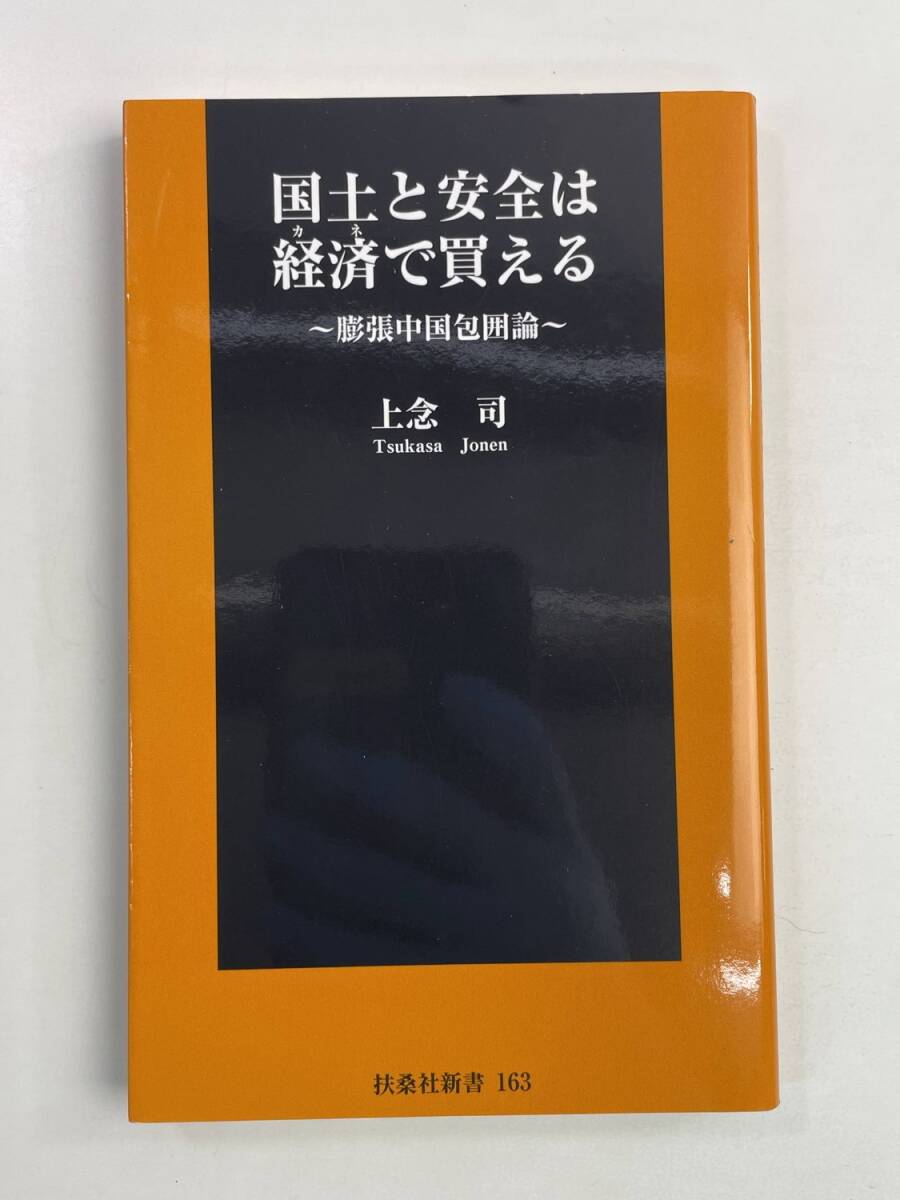 国土と安全は
カネ
経済で買える
～膨張中国包囲論～
上念 司
Tsukasa Jonen
扶桑社新書 163